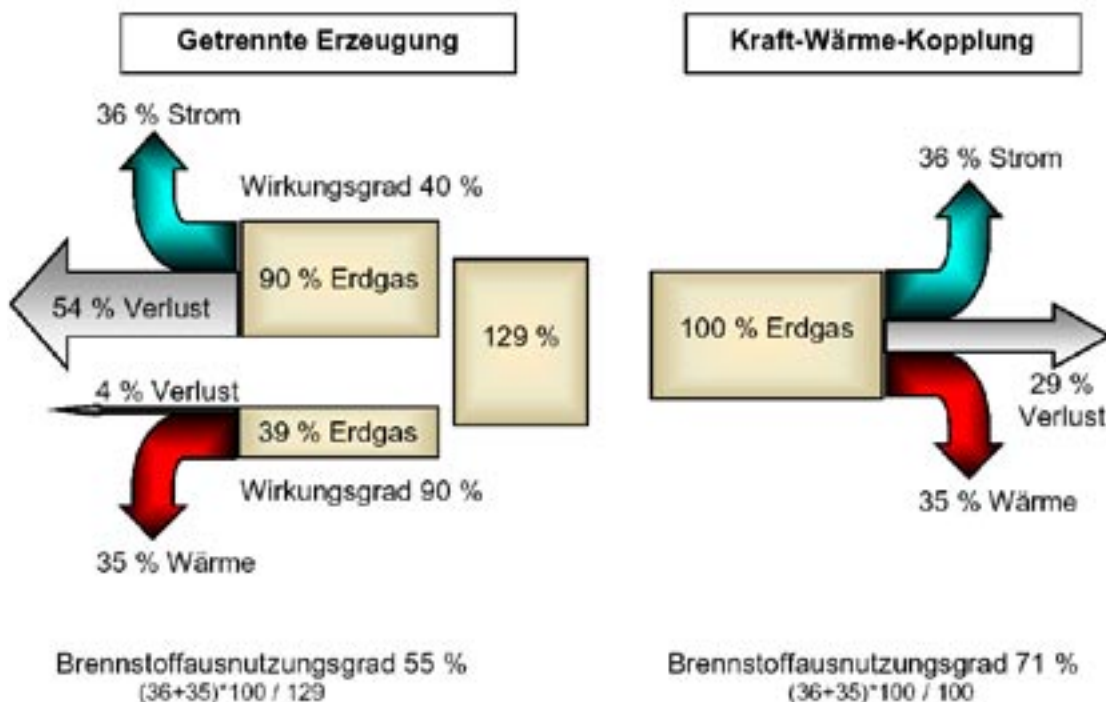 Getrennte Erzeugung
36 % Strom
Wirkungsgrad 40 %
90 % Erdgas
54 % Verlust
129 %
4 % Verlust
39 % Erdgas
Wirkungsgrad 90 %
35 % Wärme
Brennstoffausnutzungsgrad 55 %
(36+35)*100 / 129
Kraft-Wärme-Kopplung
36 % Strom
100 % Erdgas
29 %
Verlust
35 % Wärme
Brennstoffausnutzungsgrad 71 %
(36+35)*100 / 100